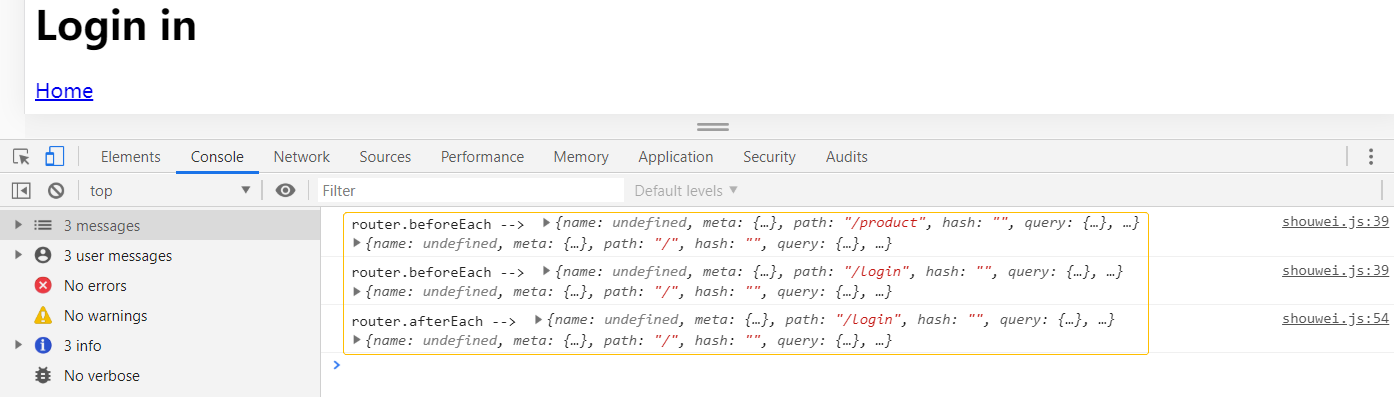 Login in
Home
Elements Console Network Sources Performance Memory Application Security Audits
top Filter Default levels
3 messages
3 user messages
No errors
No warnings
3 info
No verbose
router.beforeEach --> {name: undefined, meta: {…}, path: "/product", hash: "", query: {…}, …} shouwei.js:39
{name: undefined, meta: {…}, path: "/", hash: "", query: {…}, …}
router.beforeEach --> {name: undefined, meta: {…}, path: "/login", hash: "", query: {…}, …} shouwei.js:39
{name: undefined, meta: {…}, path: "/", hash: "", query: {…}, …}
router.afterEach --> {name: undefined, meta: {…}, path: "/login", hash: "", query: {…}, …} shouwei.js:54
{name: undefined, meta: {…}, path: "/", hash: "", query: {…}, …}